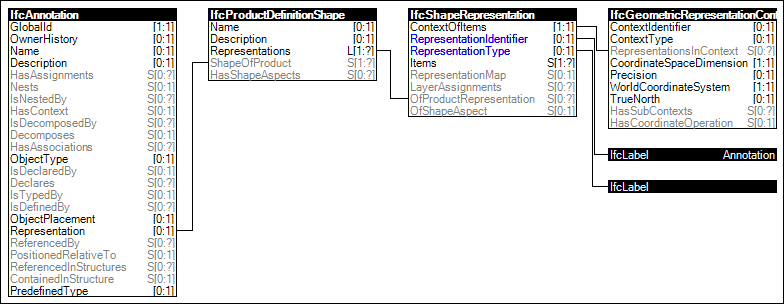 IfcAnnotation
GlobalId [1:1]
OwnerHistory [0:1]
Name [0:1]
Description [0:1]
HasAssignments S[0:?]
Nests S[0:1]
IsNestedBy S[0:?]
HasContext S[0:1]
IsDecomposedBy S[0:?]
Decomposes S[0:1]
HasAssociations S[0:?]
ObjectType [0:1]
IsDeclaredBy S[0:1]
Declares S[0:?]
IsTypedBy S[0:1]
IsDefinedBy S[0:?]
ObjectPlacement [0:1]
Representation [0:1]
ReferencedBy S[0:?]
PositionedRelativeTo S[0:1]
ReferencedInStructures S[0:?]
ContainedInStructure S[0:1]
PredefinedType [0:1]
IfcProductDefinitionShape
Name [0:1]
Description [0:1]
Representations L[1:?]
ShapeOfProduct S[1:?]
HasShapeAspects S[0:?]
IfcShapeRepresentation
ContextOfItems [1:1]
RepresentationIdentifier [0:1]
RepresentationType [0:1]
Items S[1:?]
RepresentationMap S[0:1]
LayerAssignments S[0:?]
OfProductRepresentation S[0:?]
OfShapeAspect S[0:1]
IfcGeometricRepresentationCont
ContextIdentifier [0:1]
ContextType [0:1]
RepresentationsInContext S[0:?]
CoordinateSpaceDimension [1:1]
Precision [0:1]
WorldCoordinateSystem [1:1]
TrueNorth [0:1]
HasSubContexts S[0:?]
HasCoordinateOperation S[0:1]
IfcLabel Annotation
IfcLabel